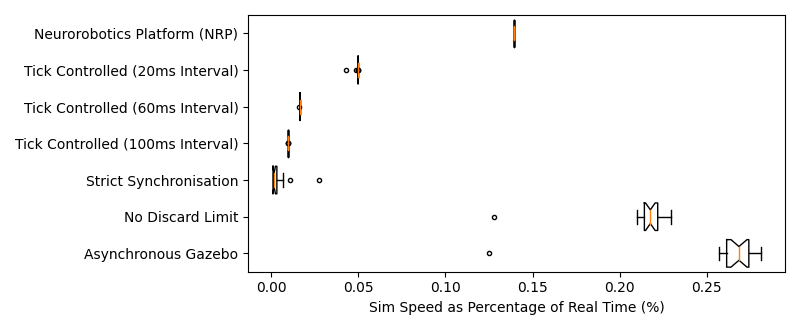 Neurorobotics Platform (NRP)
Tick Controlled (20ms Interval)
Tick Controlled (60ms Interval)
Tick Controlled (100ms Interval)
Strict Synchronisation
No Discard Limit
Asynchronous Gazebo
0.00 0.05 0.10 0.15 0.20 0.25
Sim Speed as Percentage of Real Time (%)